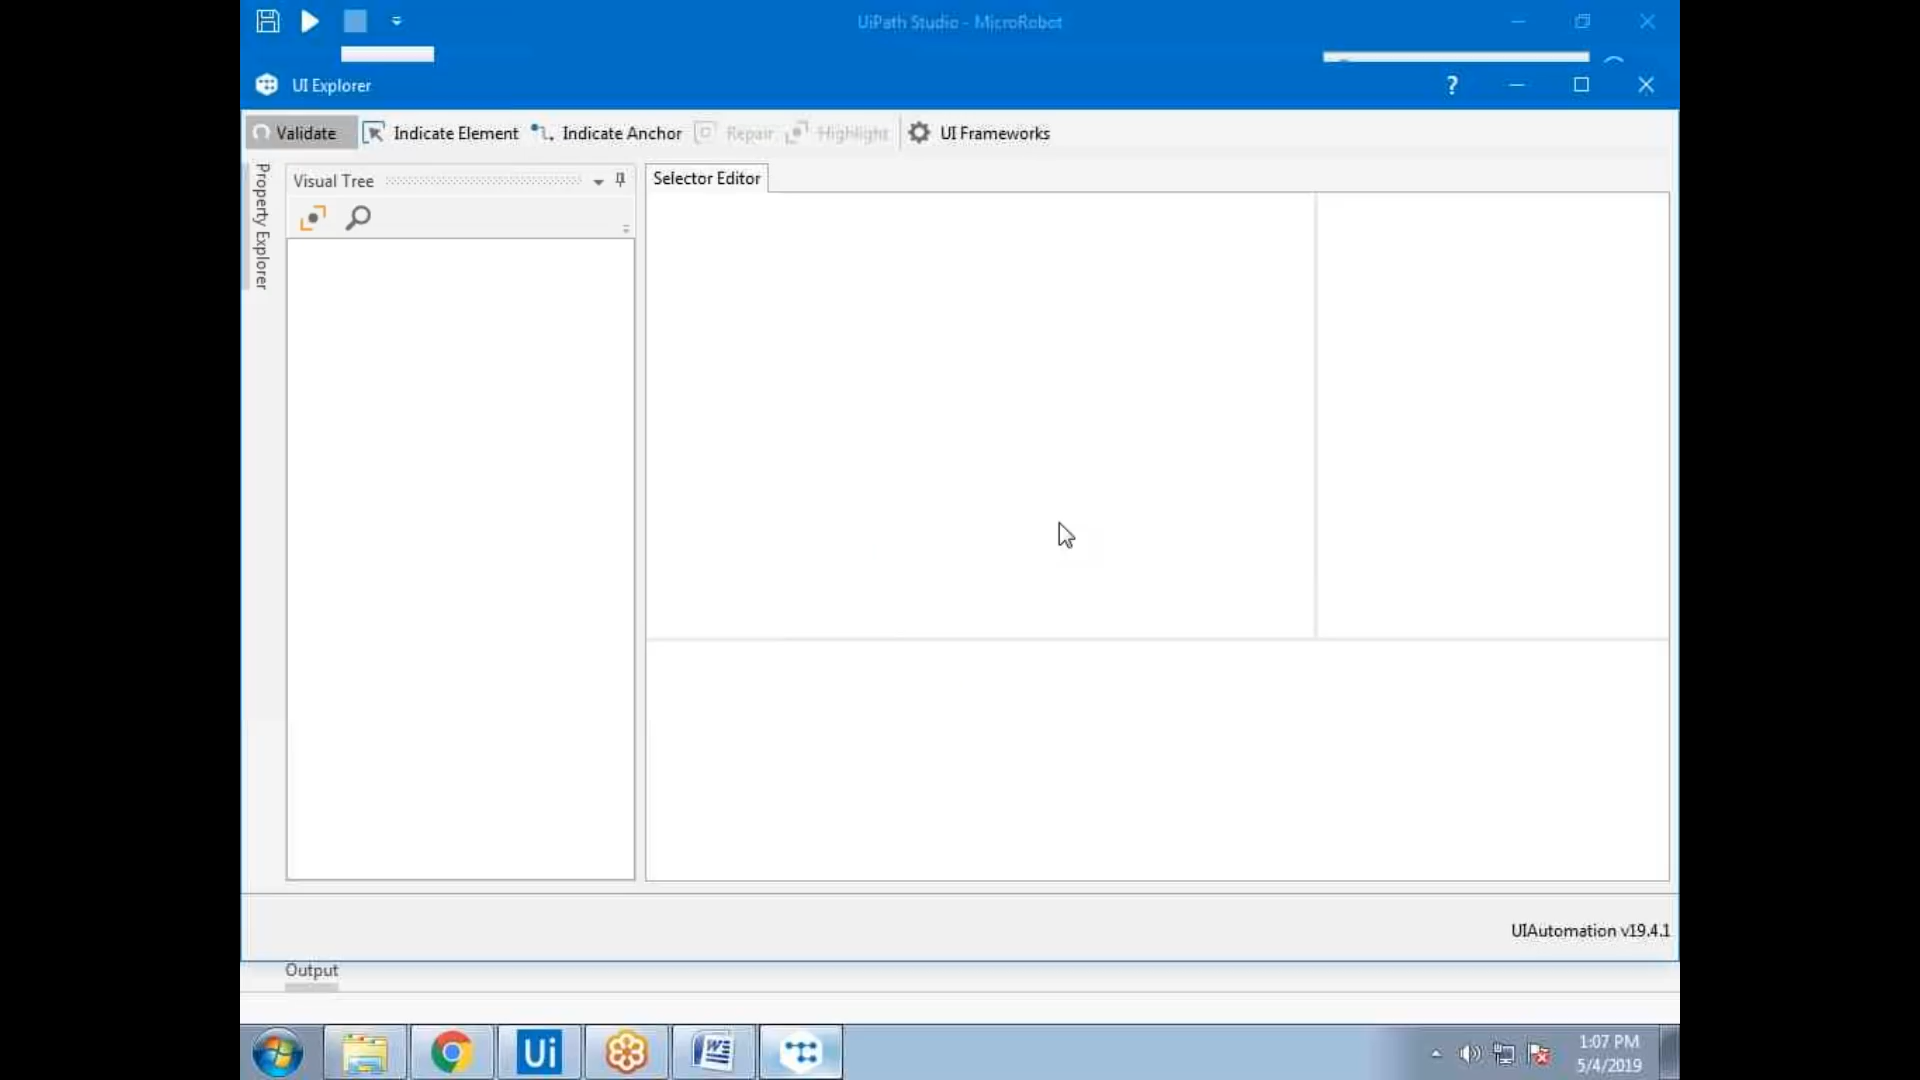 UiPath Studio - MicroRobot
UI Explorer
?
Validate Indicate Element Indicate Anchor Repair Highlight UI Frameworks
Property Explorer
Visual Tree
Selector Editor
UIAutomation v19.4.1
Output
Ui
W
1:07 PM
5/4/2019